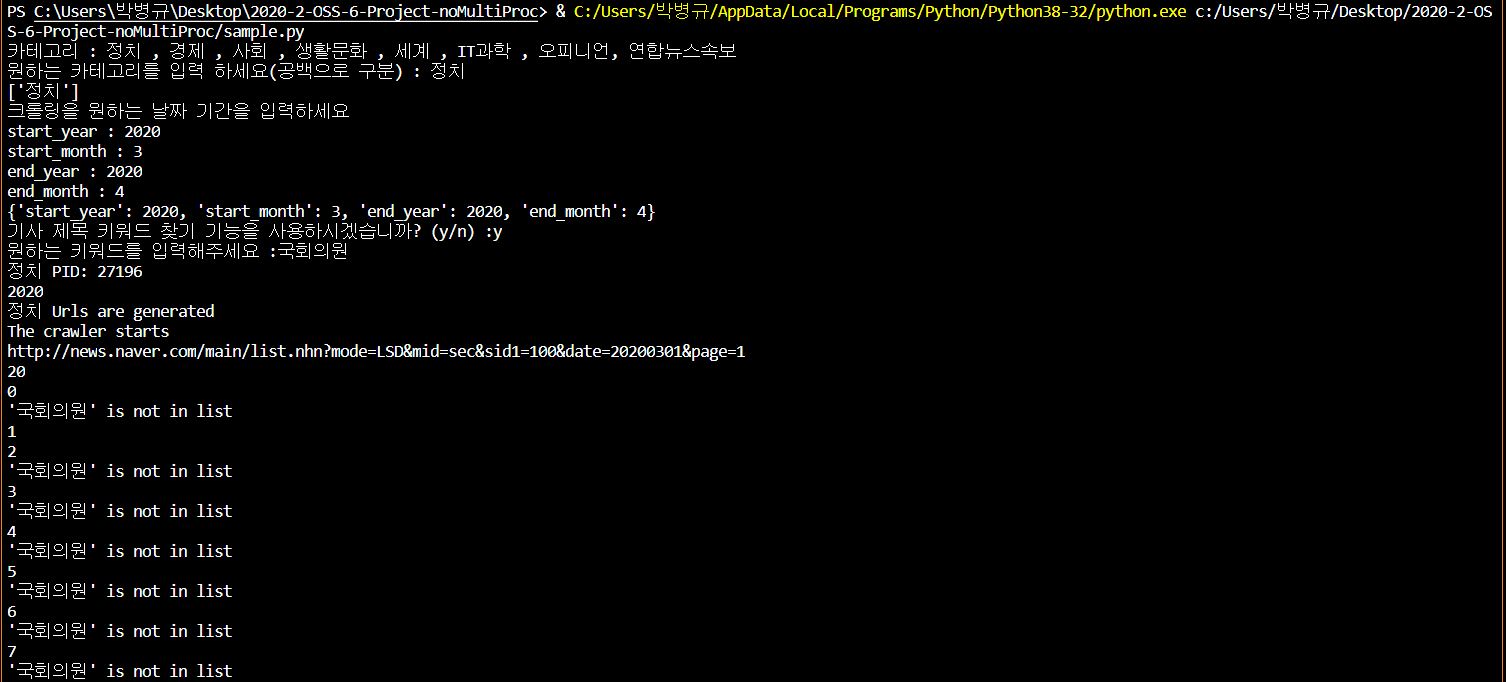 PS C:\Users\박병규\Desktop\2020-2-OSS-6-Project-noMultiProc> & C:/Users/박병규/AppData/Local/Programs/Python/Python38-32/python.exe c:/Users/박병규/Desktop/2020-2-OS
S-6-Project-noMultiProc/sample.py
카테고리 : 정치 , 경제 , 사회 , 생활문화 , 세계 , IT과학 , 오피니언, 연합뉴스속보
원하는 카테고리를 입력 하세요(공백으로 구분) : 정치
['정치']
크롤링을 원하는 날짜 기간을 입력하세요
start_year : 2020
start_month : 3
end_year : 2020
end_month : 4
{'start_year': 2020, 'start_month': 3, 'end_year': 2020, 'end_month': 4}
기사 제목 키워드 찾기 기능을 사용하시겠습니까? (y/n) :y
원하는 키워드를 입력해주세요 :국회의원
정치 PID: 27196
2020
정치 Urls are generated
The crawler starts
http://news.naver.com/main/list.nhn?mode=LSD&mid=sec&sid1=100&date=20200301&page=1
20
0
'국회의원' is not in list
1
2
'국회의원' is not in list
3
'국회의원' is not in list
4
'국회의원' is not in list
5
'국회의원' is not in list
6
'국회의원' is not in list
7
'국회의원' is not in list